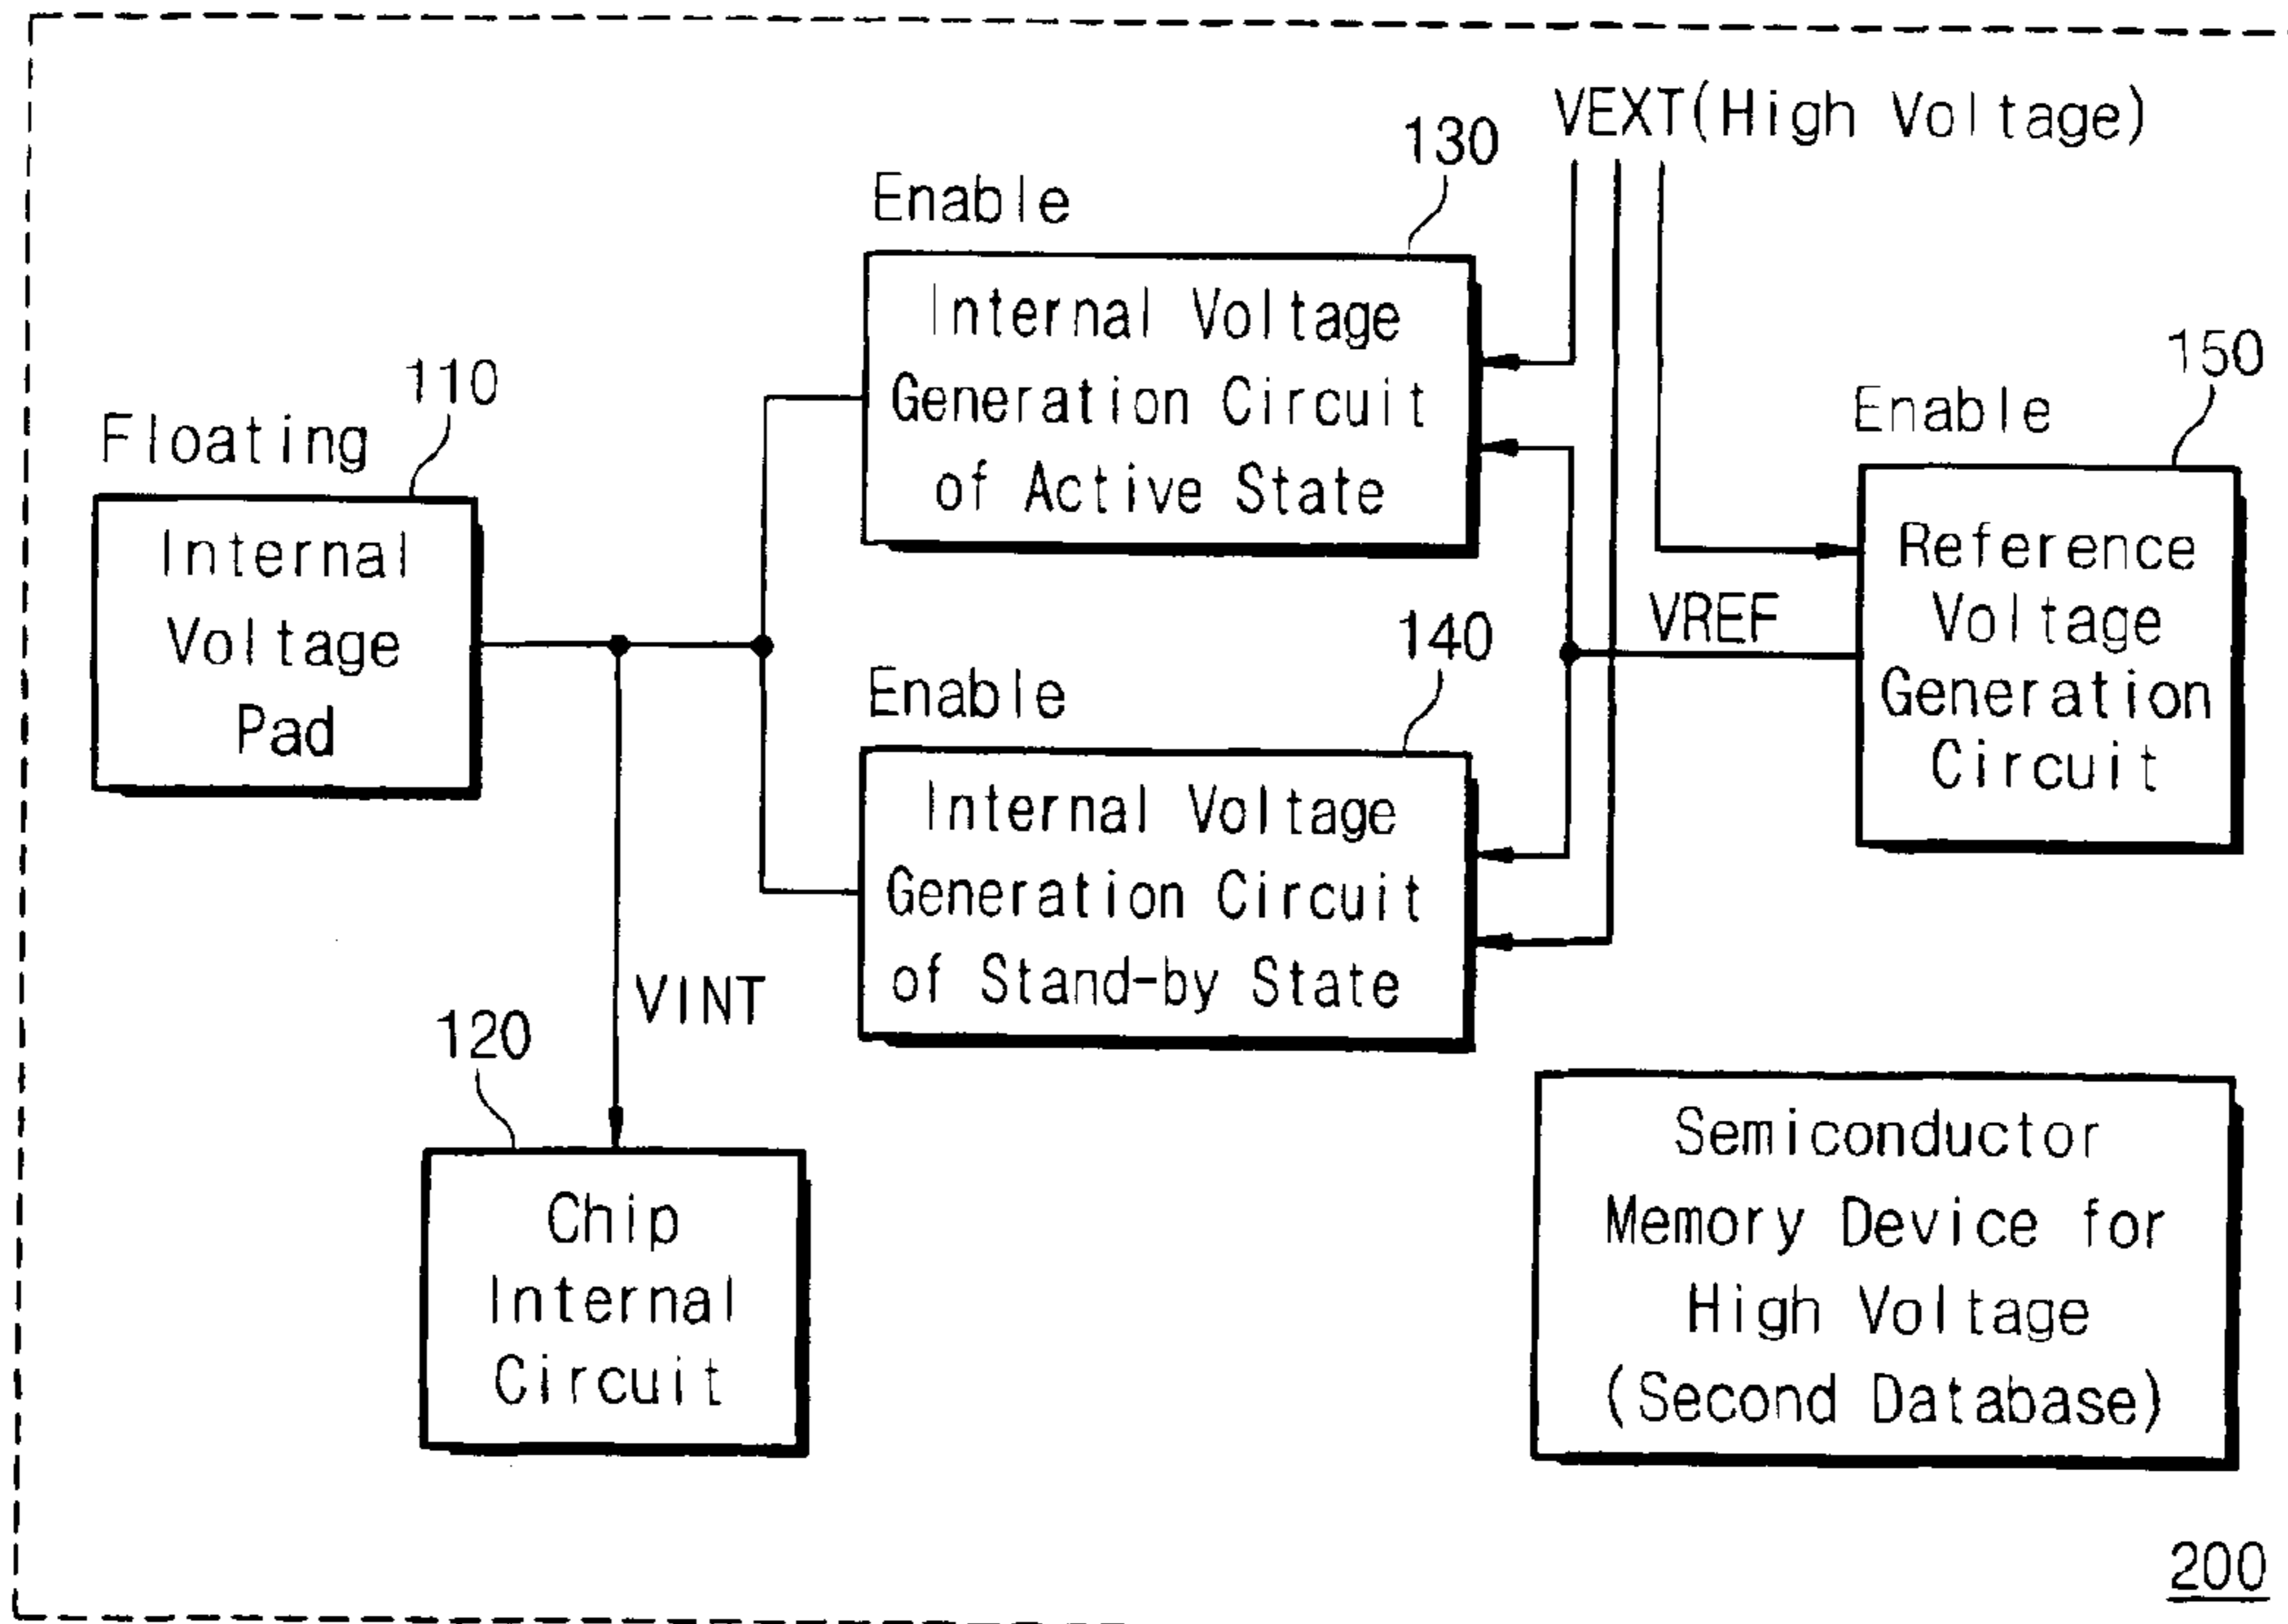 VEXT(High Voltage)
130
Enable
Internal Voltage
Generation Circuit
of Active State
150
Enable
Reference
Voltage
Generation
Circuit
110
Floating
Internal
Voltage
Pad
VREF
140
Enable
Internal Voltage
Generation Circuit
of Stand-by State
VINT
120
Chip
Internal
Circuit
Semiconductor
Memory Device for
High Voltage
(Second Database)
200